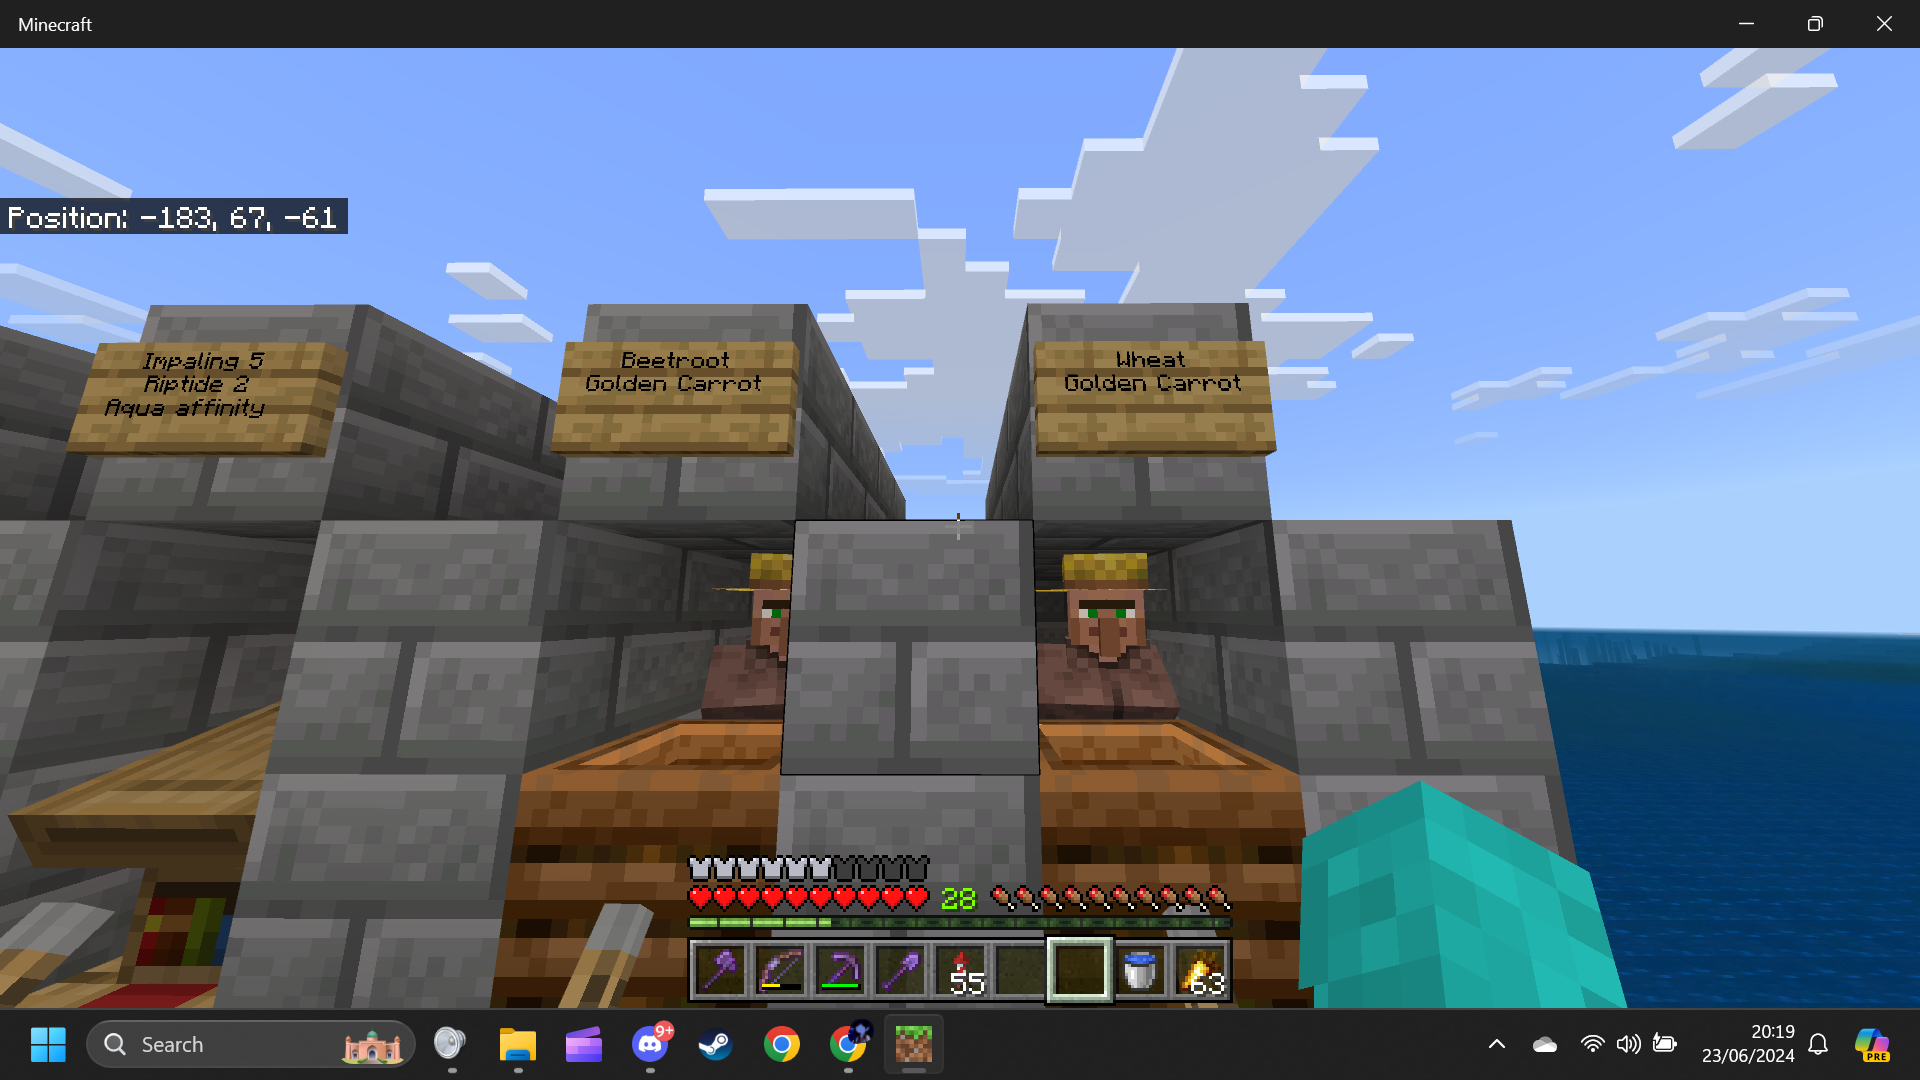 Minecraft
Position: -183, 67, -61
Impaling 5
Riptide 2
Aqua affinity
Beetroot
Golden Carrot
Wheat
Golden Carrot
28
55
63
Search
9+
20:19
23/06/2024
PRE